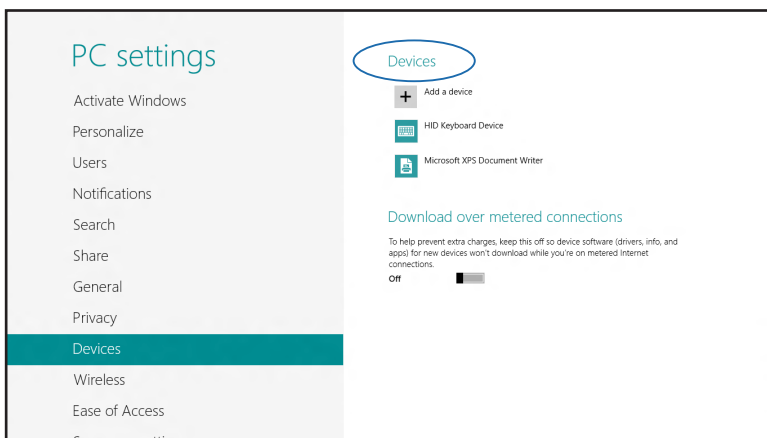 PC settings
Activate Windows
Personalize
Users
Notifications
Search
Share
General
Privacy
Devices
Wireless
Ease of Access
Devices
Add a device
HID Keyboard Device
Microsoft XPS Document Writer
Download over metered connections
To help prevent extra charges, keep this off so device software (drivers, info, and
apps) for new devices won't download while you're on metered Internet
connections.
Off